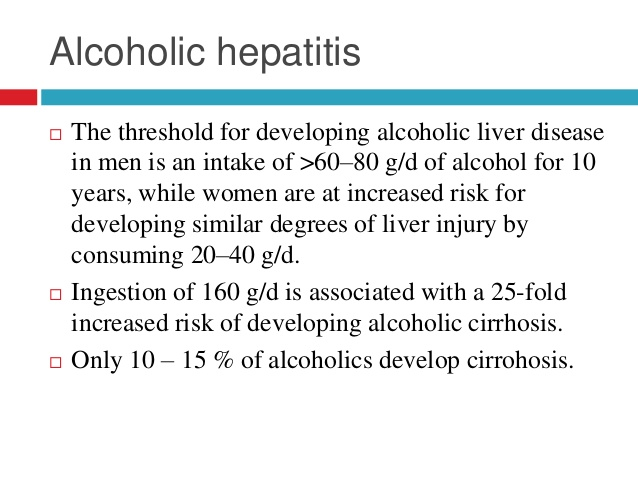 Alcoholic hepatitis
The threshold for developing alcoholic liver disease
in men is an intake of >60–80 g/d of alcohol for 10
years, while women are at increased risk for
developing similar degrees of liver injury by
consuming 20–40 g/d.
Ingestion of 160 g/d is associated with a 25-fold
increased risk of developing alcoholic cirrhosis.
Only 10 – 15 % of alcoholics develop cirrohosis.